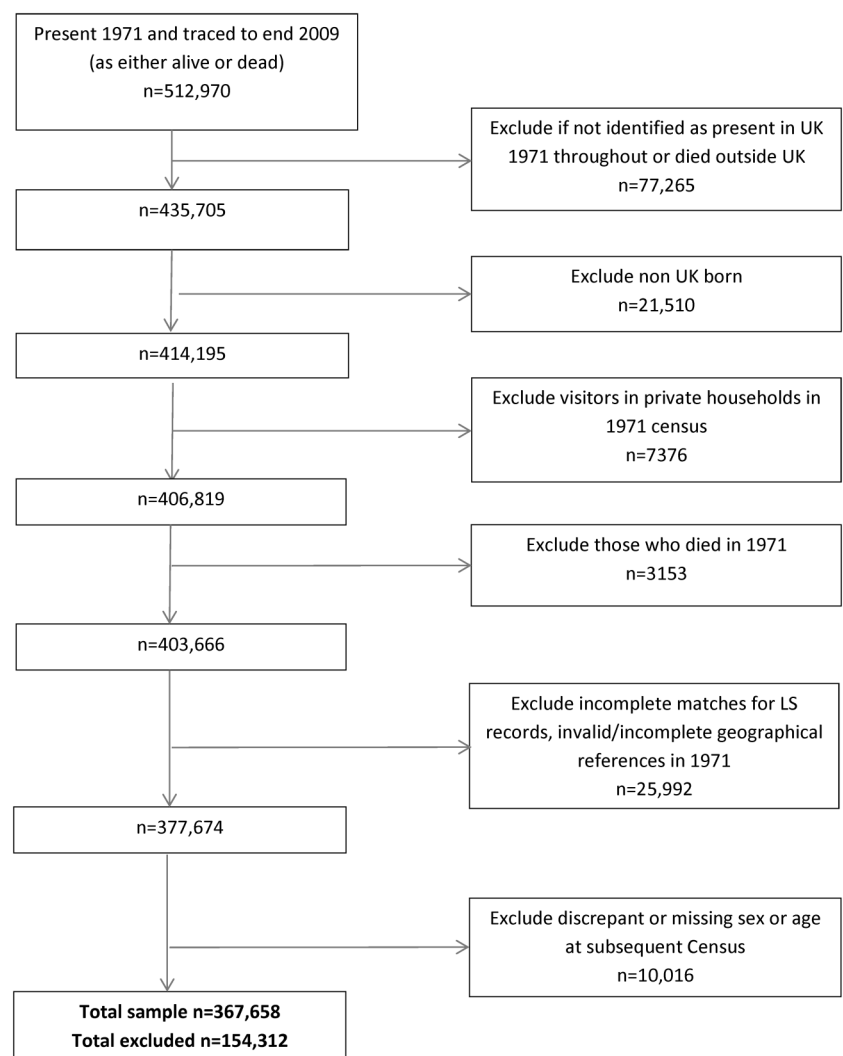 Present 1971 and traced to end 2009
(as either alive or dead)
n=512,970
Exclude if not identified as present in UK
1971 throughout or died outside UK
n=77,265
n=435,705
Exclude non UK born
n=21,510
n=414,195
Exclude visitors in private households in
1971 census
n=7376
n=406,819
Exclude those who died in 1971
n=3153
n=403,666
Exclude incomplete matches for LS
records, invalid/incomplete geographical
references in 1971
n=25,992
n=377,674
Exclude discrepant or missing sex or age
at subsequent Census
n=10,016
Total sample n=367,658
Total excluded n=154,312